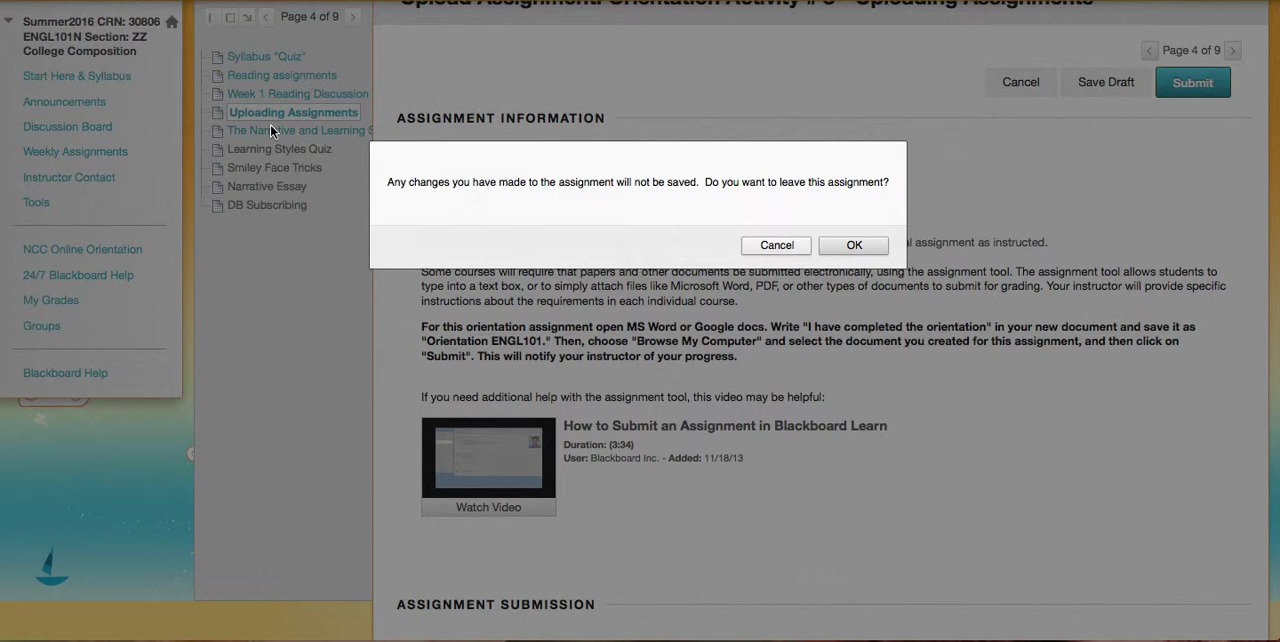 Summer2016 CRN: 30806
ENGL101N Section: ZZ
College Composition
Start Here & Syllabus
Announcements
Discussion Board
Weekly Assignments
Instructor Contact
Tools
NCC Online Orientation
24/7 Blackboard Help
My Grades
Groups
Blackboard Help
Page 4 of 9
Syllabus "Quiz"
Reading assignments
Week 1 Reading Discussion
Uploading Assignments
The Narrative and Learning S
Learning Styles Quiz
Smiley Face Tricks
Narrative Essay
DB Subscribing
Upload Assignment: Orientation Activity # - Uploading Assignments
Page 4 of 9
Cancel
Save Draft
Submit
ASSIGNMENT INFORMATION
Any changes you have made to the assignment will not be saved. Do you want to leave this assignment?
Cancel
OK
al assignment as instructed.
Some courses will require that papers and other documents be submitted electronically, using the assignment tool. The assignment tool allows students to
type into a text box, or to simply attach files like Microsoft Word, PDF, or other types of documents to submit for grading. Your instructor will provide specific
instructions about the requirements in each individual course.
For this orientation assignment open MS Word or Google docs. Write "I have completed the orientation" in your new document and save it as
"Orientation ENGL101." Then, choose "Browse My Computer" and select the document you created for this assignment, and then click on
"Submit". This will notify your instructor of your progress.
If you need additional help with the assignment tool, this video may be helpful:
How to Submit an Assignment in Blackboard Learn
Duration: (3:34)
User: Blackboard Inc. - Added: 11/18/13
Watch Video
ASSIGNMENT SUBMISSION